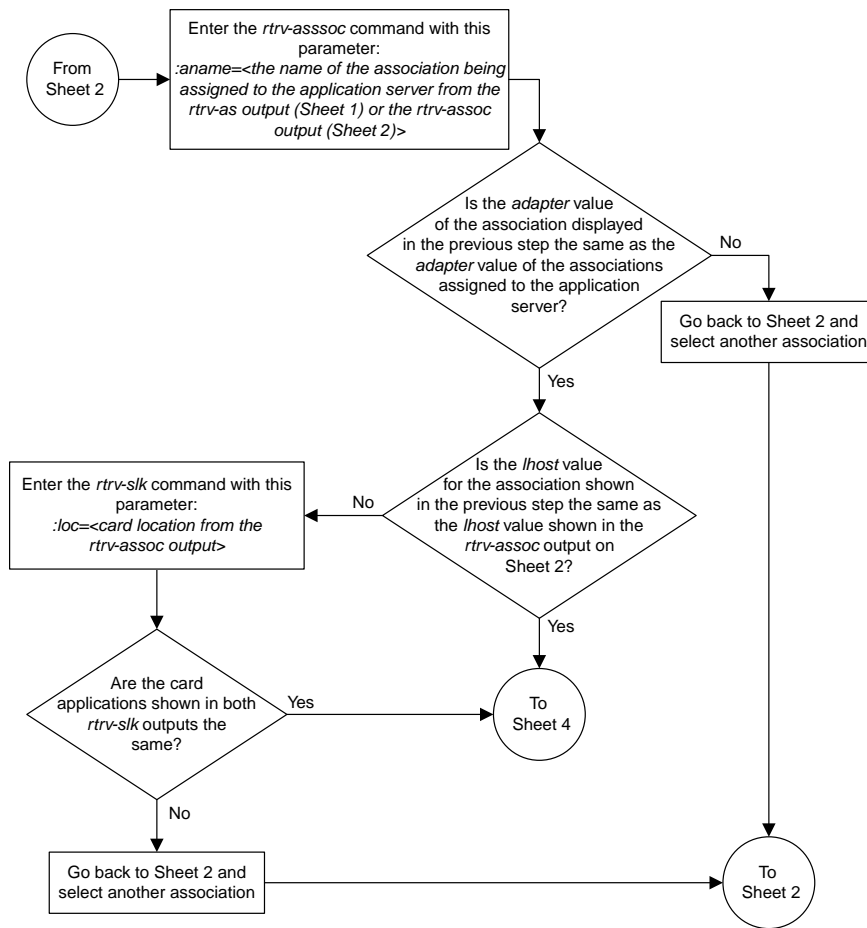 From
Sheet 2
Enter the rtrv-asssoc command with this
parameter:
:aname=<the name of the association being
assigned to the application server from the
rtrv-as output (Sheet 1) or the rtrv-assoc
output (Sheet 2)>
Is the adapter value
of the association displayed
in the previous step the same as the
adapter value of the associations
assigned to the application
server?
No
Go back to Sheet 2 and
select another association
Yes
Is the lhost value
for the association shown
in the previous step the same as
the lhost value shown in the
rtrv-assoc output on
Sheet 2?
No
Enter the rtrv-slk command with this
parameter:
:loc=<card location from the
rtrv-assoc output>
Yes
Are the card
applications shown in both
rtrv-slk outputs the
same?
Yes
To
Sheet 4
No
Go back to Sheet 2 and
select another association
To
Sheet 2